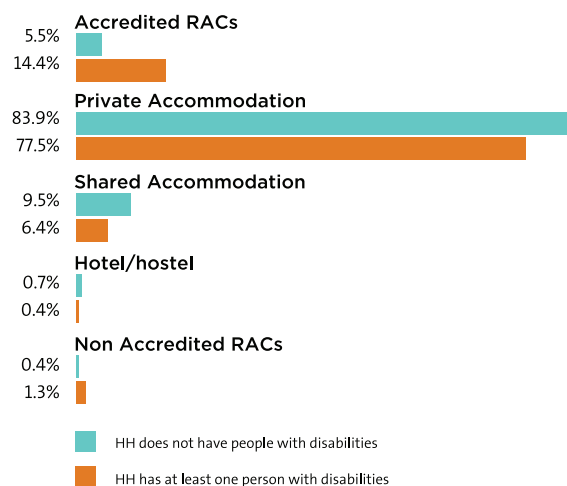 Accredited RACs
5.5%
14.4%
Private Accommodation
83.9%
77.5%
Shared Accommodation
9.5%
6.4%
Hotel/hostel
0.7%
0.4%
Non Accredited RACs
0.4%
1.3%
HH does not have people with disabilities
HH has at least one person with disabilities